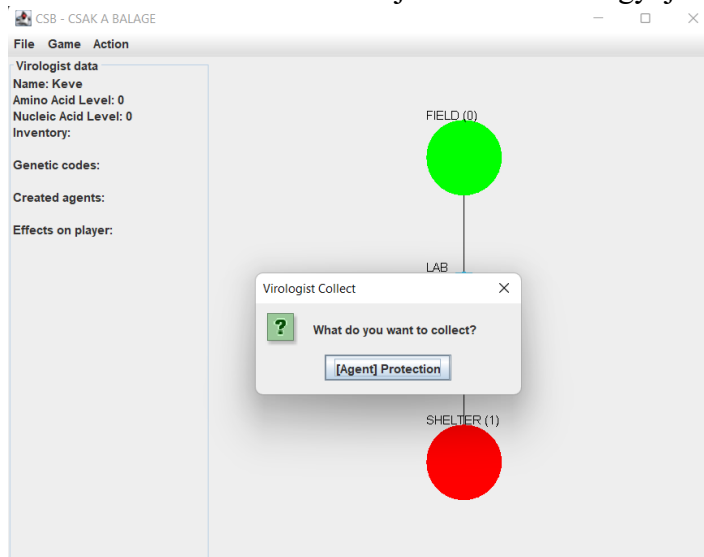 CSB - CSAK A BALAGE
File Game Action
Virologist data
Name: Keve
Amino Acid Level: 0
Nucleic Acid Level: 0
Inventory:
Genetic codes:
Created agents:
Effects on player:
FIELD (0)
LAB
Virologist Collect
?
What do you want to collect?
[Agent] Protection
SHELTER (1)